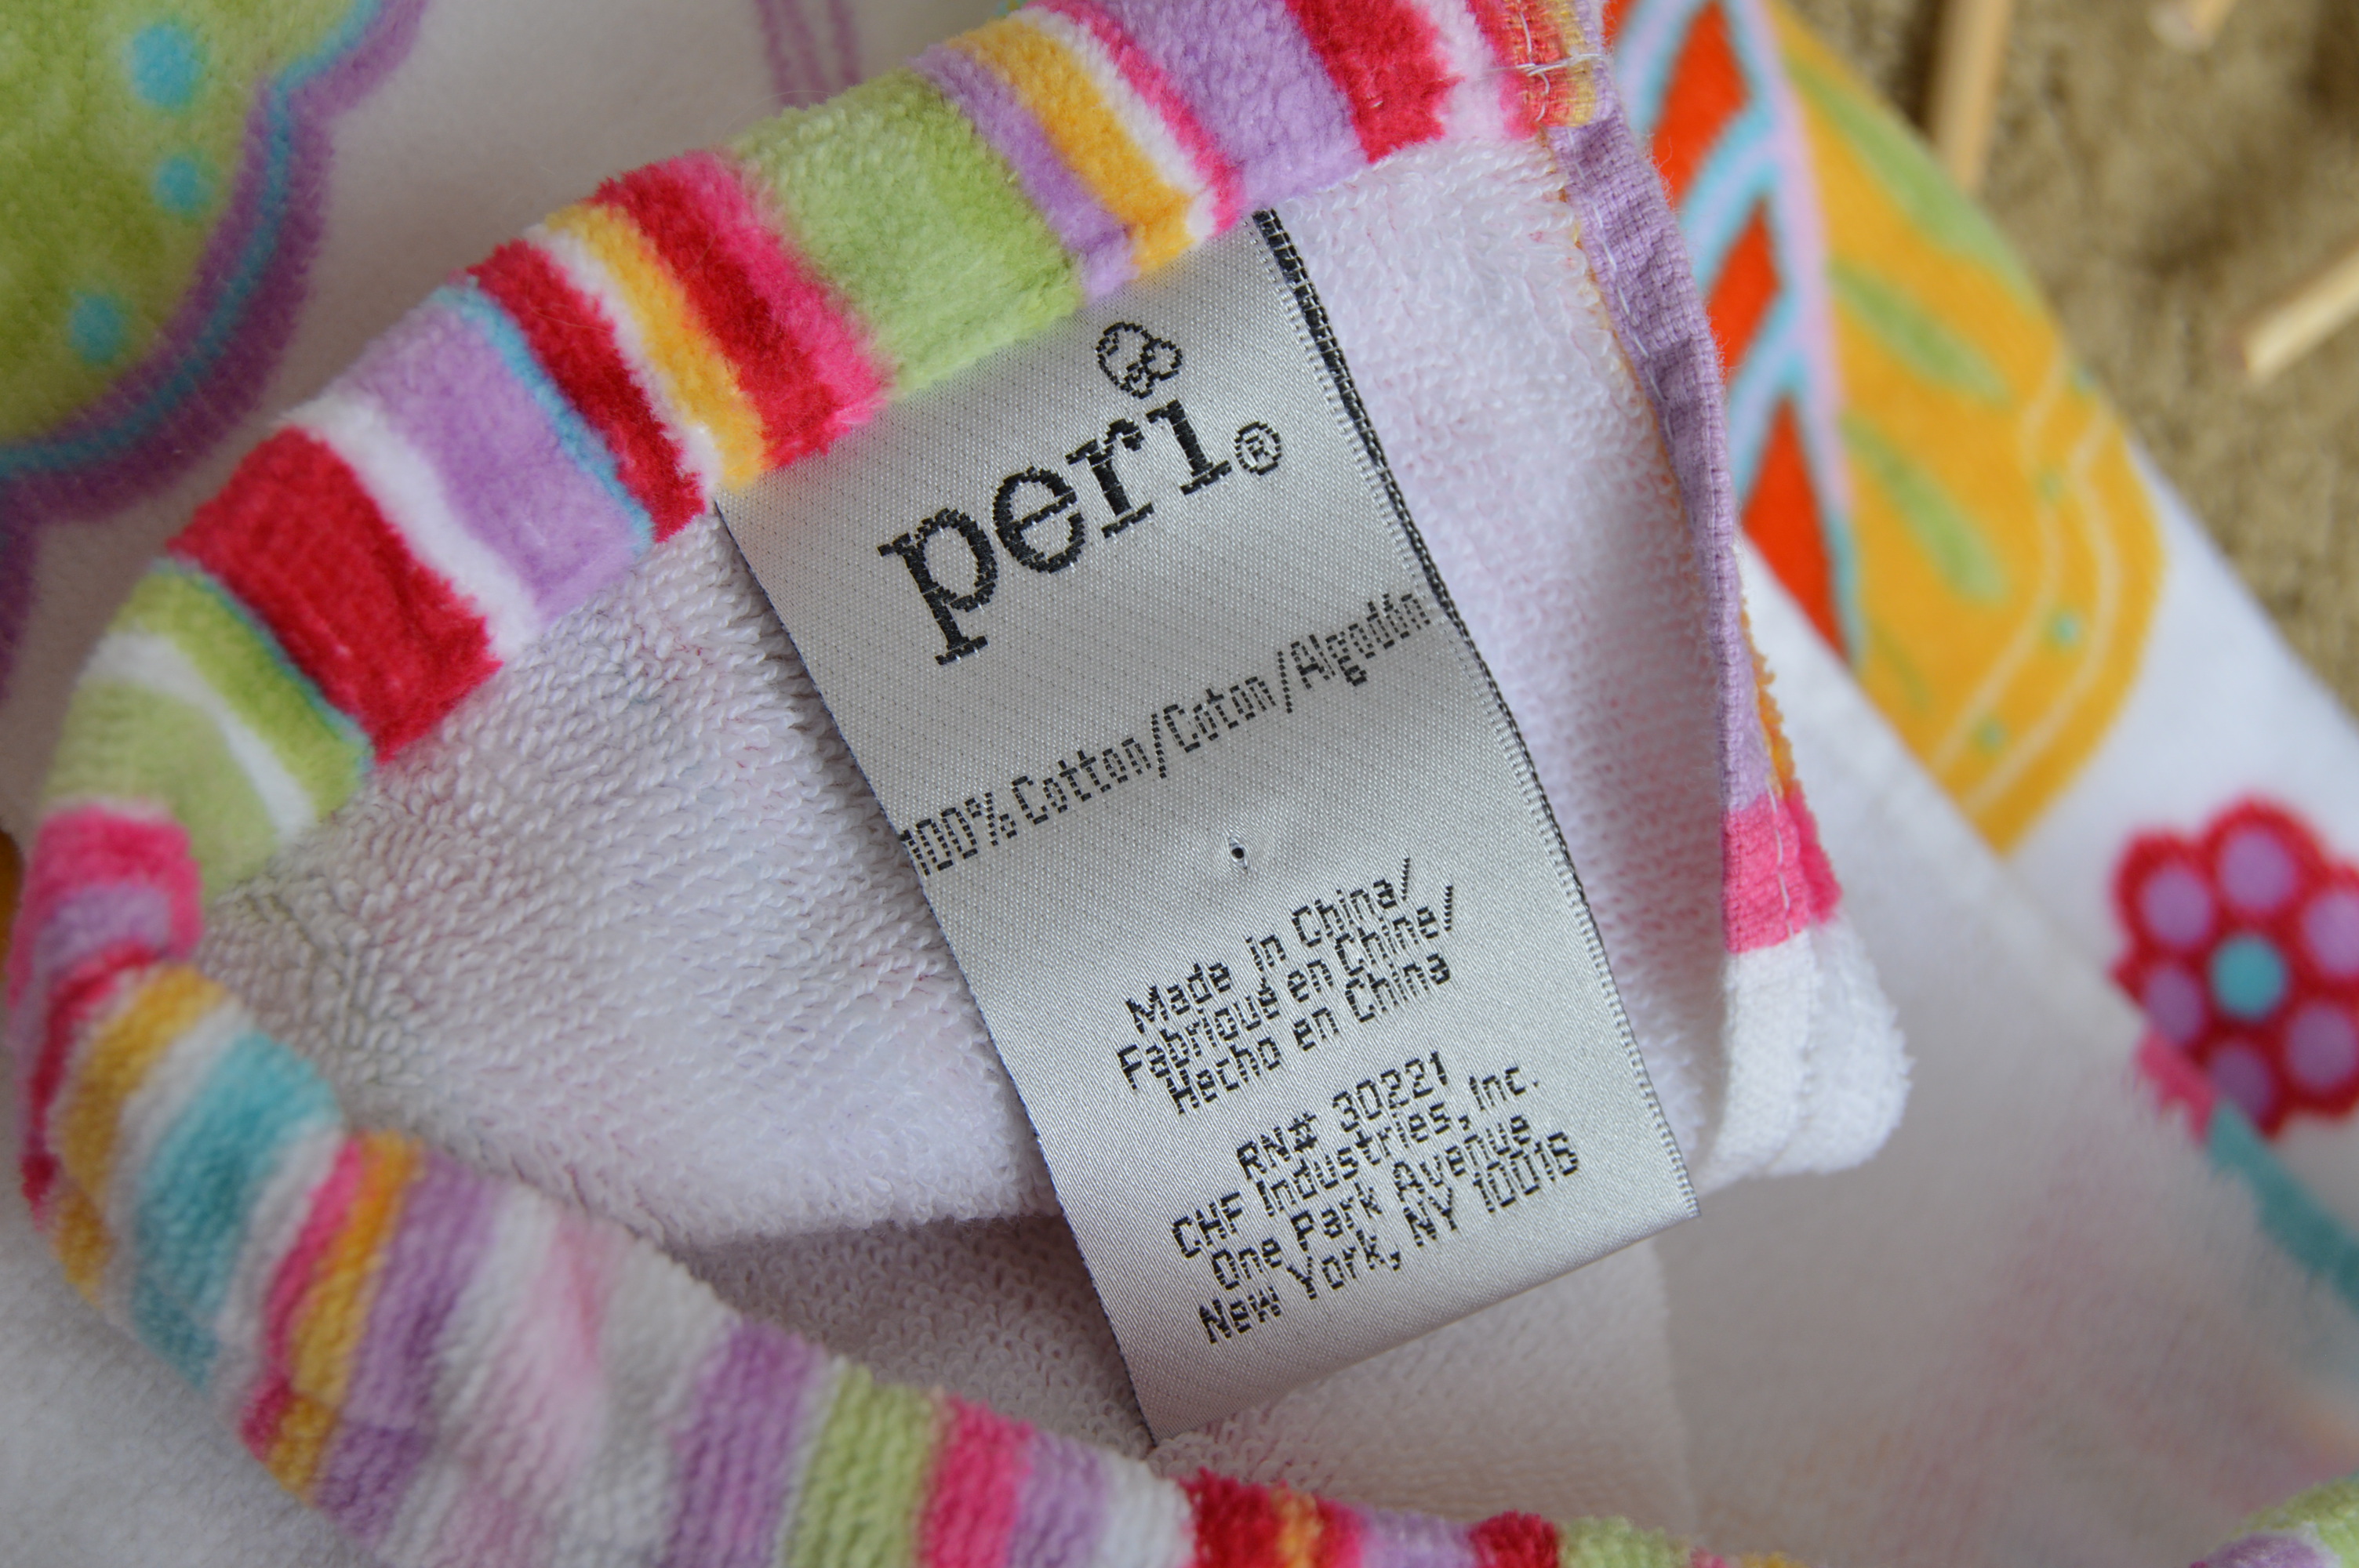 peri®
100% Cotton/Coton/Algodón
Made in China/
Fabriqué en Chine/
Hecho en China
RN# 30221
CHF Industries, Inc.
One Park Avenue
New York, NY 10016